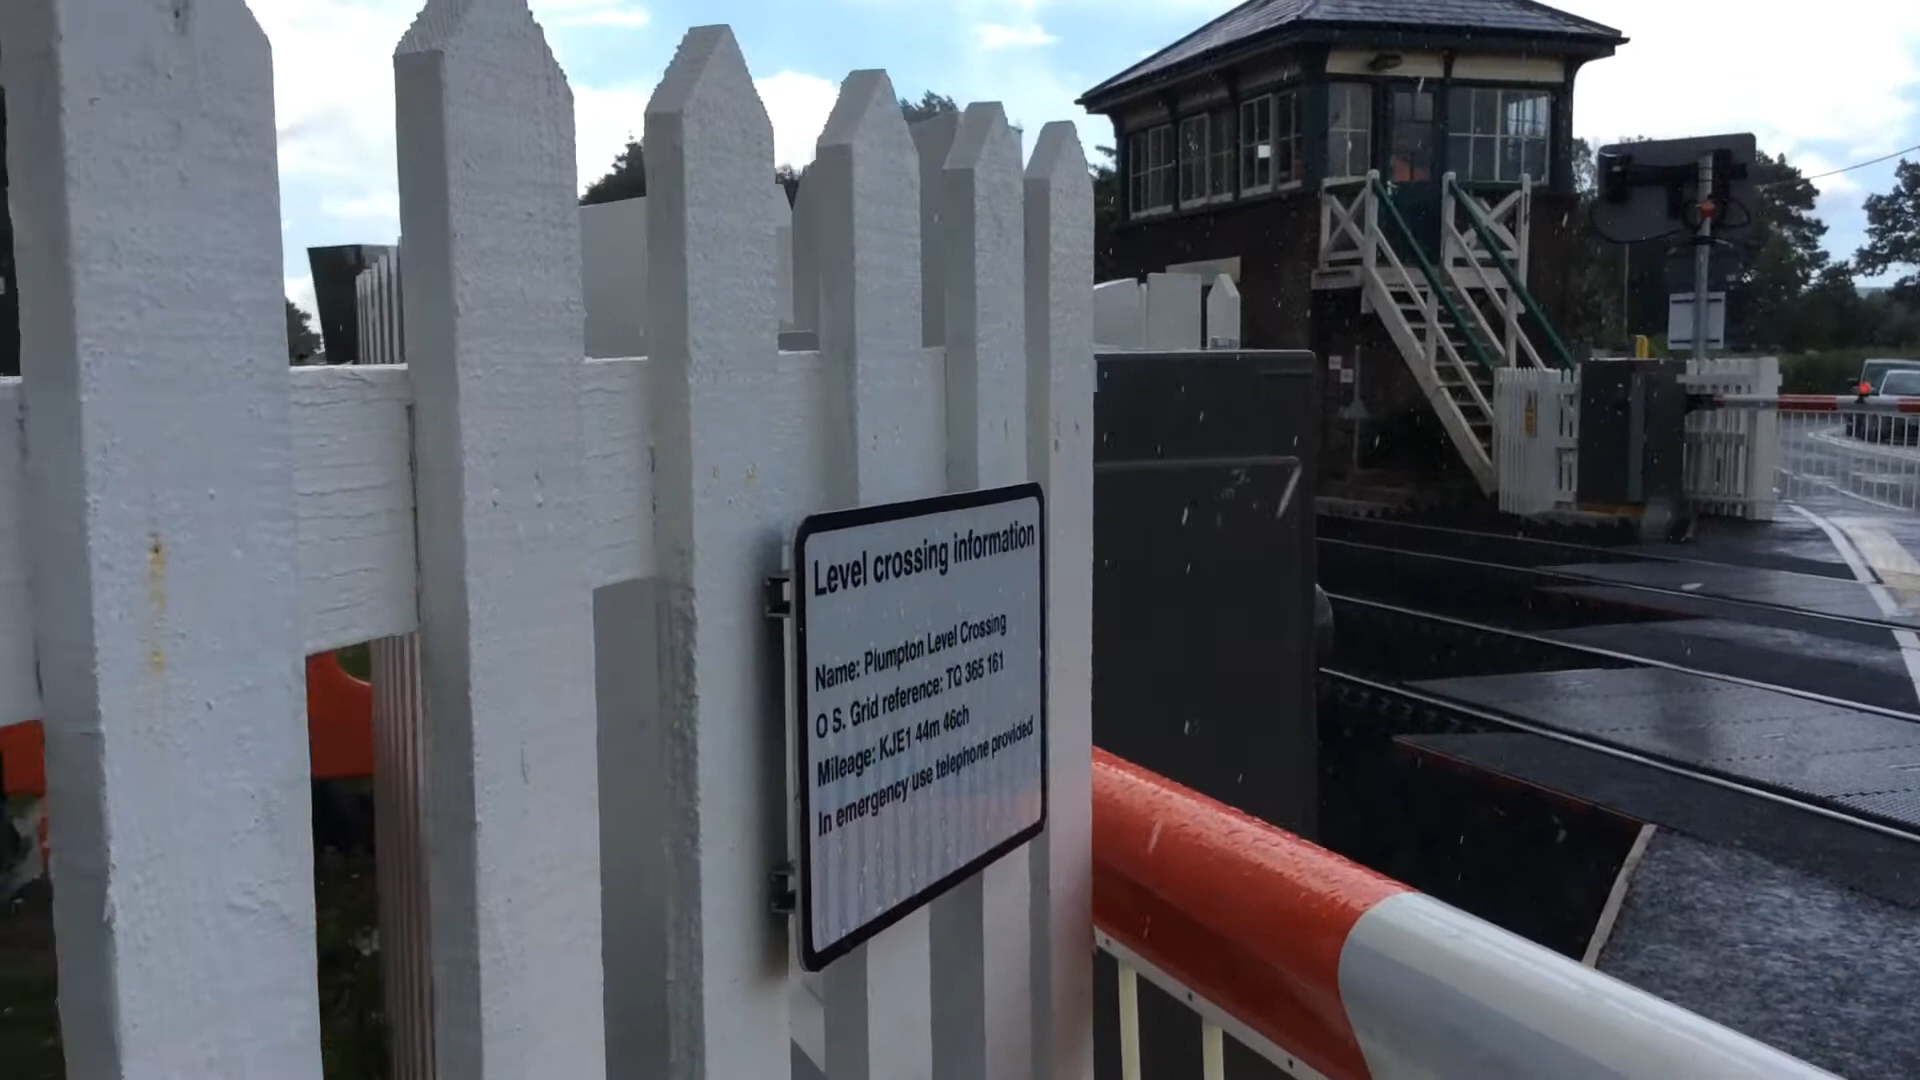 Level crossing information
Name: Plumpton Level Crossing
O S. Grid reference: TQ 365 161
Mileage: KJE1 44m 46ch
In emergency use telephone provided